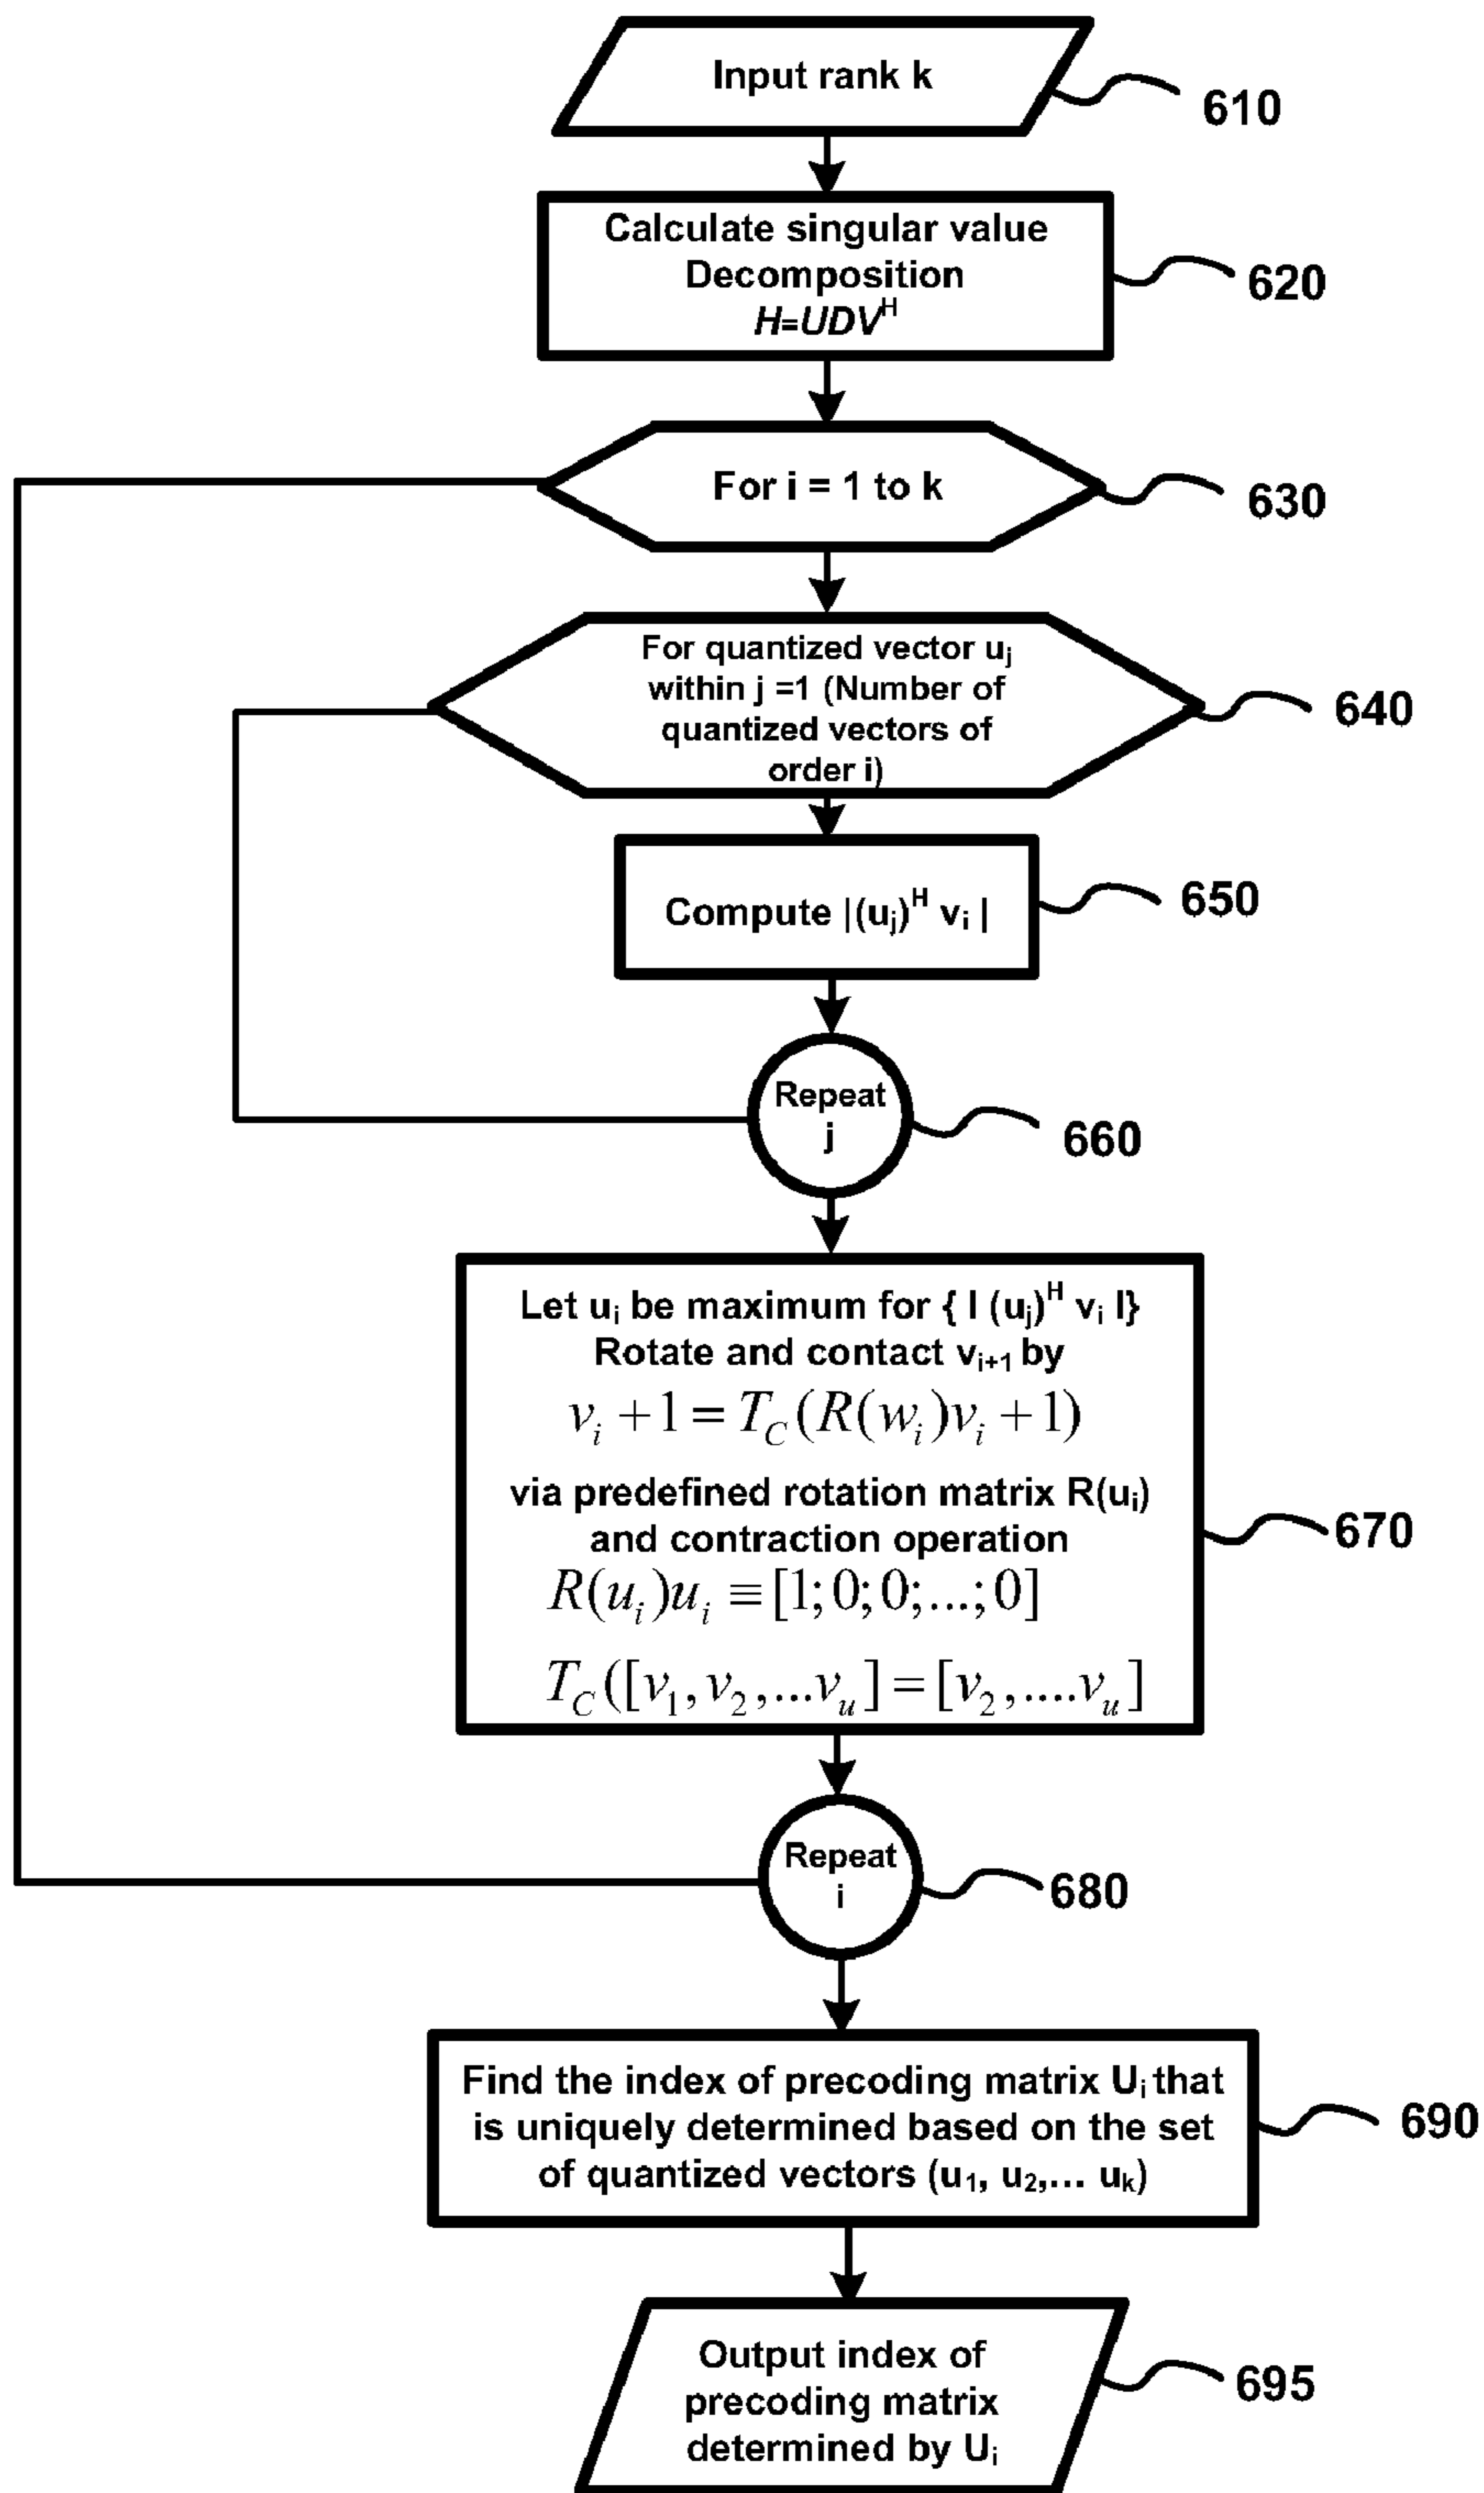 Input rank k
610
Calculate singular value
Decomposition
H=UDV^H
620
For i = 1 to k
630
For quantized vector u_j
within j =1 (Number of
quantized vectors of
order i)
640
Compute |(u_j)^H v_i |
650
Repeat
j
660
Let u_i be maximum for { I (u_j)^H v_i I}
Rotate and contact v_{i+1} by
v_i + 1 = T_C(R(w_i)v_i + 1)
via predefined rotation matrix R(u_i)
and contraction operation
R(u_i)u_i ≡ [1;0;0;...;0]
T_C([v_1, v_2,...v_u] = [v_2,....v_u]
670
Repeat
i
680
Find the index of precoding matrix U_i that
is uniquely determined based on the set
of quantized vectors (u_1, u_2,... u_k)
690
Output index of
precoding matrix
determined by U_i
695